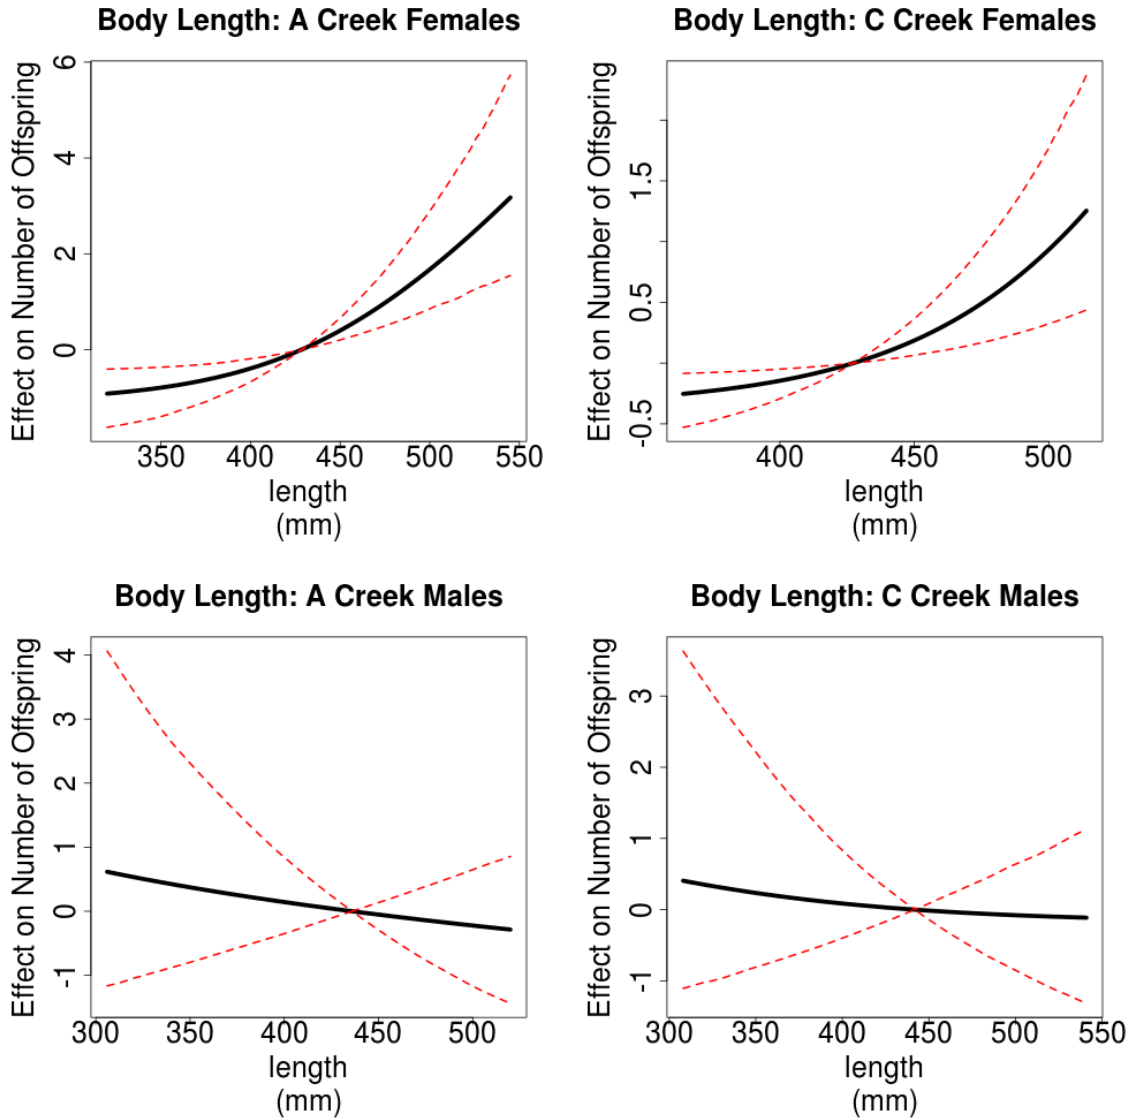 Body Length: A Creek Females
Effect on Number of Offspring
6
4
2
0
350 400 450 500 550
length
(mm)
Body Length: C Creek Females
Effect on Number of Offspring
1.5
0.5
-0.5
400 450 500
length
(mm)
Body Length: A Creek Males
Effect on Number of Offspring
4
3
2
1
0
-1
300 350 400 450 500
length
(mm)
Body Length: C Creek Males
Effect on Number of Offspring
3
2
1
0
-1
300 350 400 450 500 550
length
(mm)